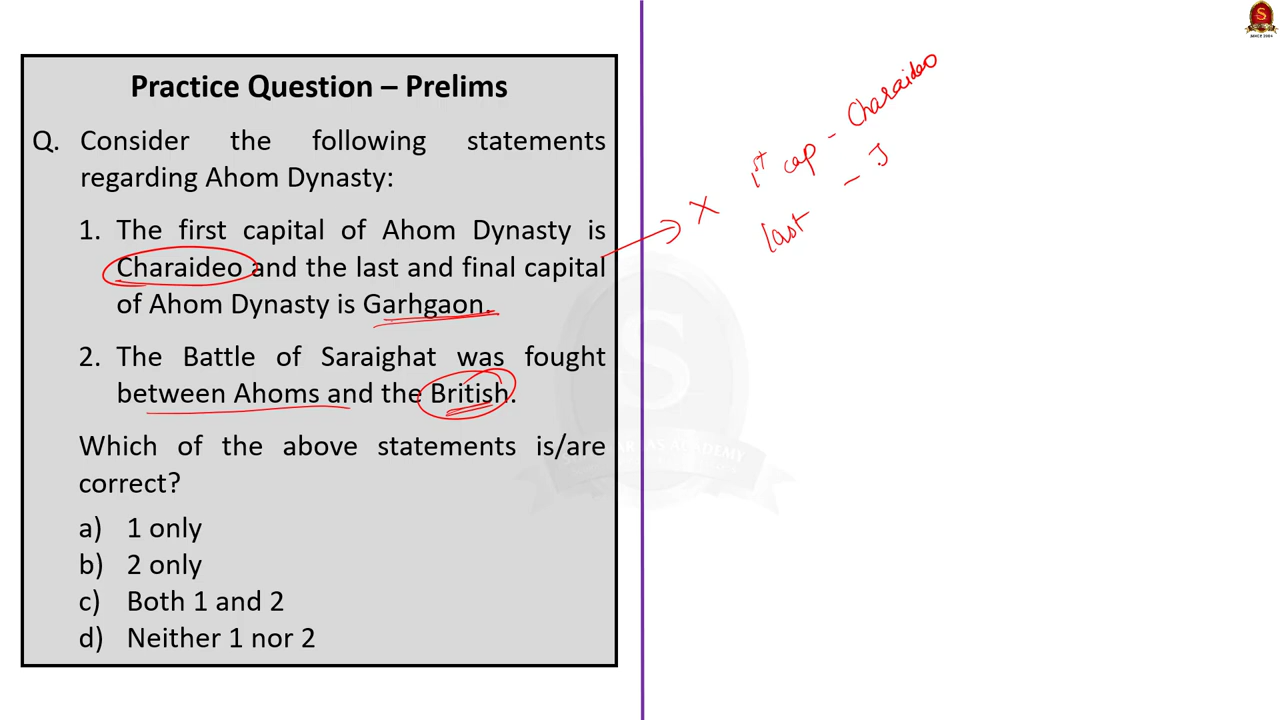 Practice Question – Prelims
Q. Consider the following statements
regarding Ahom Dynasty:
1. The first capital of Ahom Dynasty is
Charaideo and the last and final capital
of Ahom Dynasty is Garhgaon.
2. The Battle of Saraighat was fought
between Ahoms and the British.
Which of the above statements is/are
correct?
a) 1 only
b) 2 only
c) Both 1 and 2
d) Neither 1 nor 2
X
1st cap - Charaideo
last - J
S
SINCE 2004
S
ACADEMY